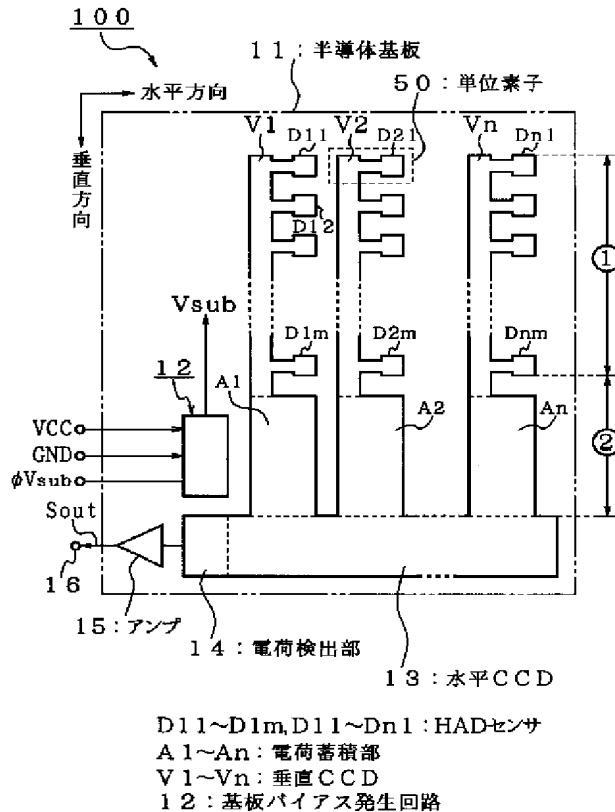 100
11:半導体基板
水平方向
50:単位素子
垂直方向
V1
D11
V2
D21
Vn
Dn1
D12
①
Vsub
12
D1m
D2m
Dnm
A1
A2
An
②
VCC
GND
φVsub
Sout
16
15:アンプ
14:電荷検出部
13:水平CCD
D11~D1m,D11~Dn1:HADセンサ
A1~An:電荷蓄積部
V1~Vn:垂直CCD
12:基板バイアス発生回路